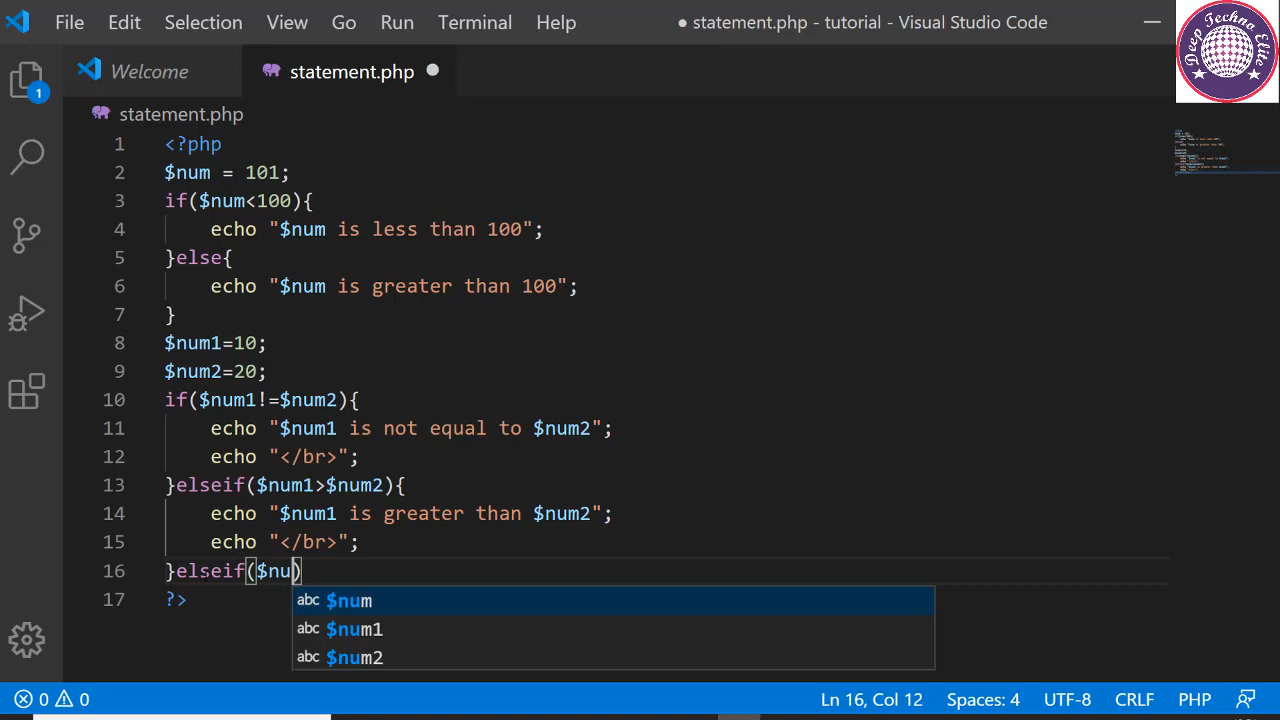 File Edit Selection View Go Run Terminal Help ● statement.php - tutorial - Visual Studio Code
Deep Techno Elite
Welcome statement.php
statement.php
1 <?php
2 $num = 101;
3 if($num<100){
4 echo "$num is less than 100";
5 }else{
6 echo "$num is greater than 100";
7 }
8 $num1=10;
9 $num2=20;
10 if($num1!=$num2){
11 echo "$num1 is not equal to $num2";
12 echo "</br>";
13 }elseif($num1>$num2){
14 echo "$num1 is greater than $num2";
15 echo "</br>";
16 }elseif($nu)
17 ?>
abc $num
abc $num1
abc $num2
1
0 0 Ln 16, Col 12 Spaces: 4 UTF-8 CRLF PHP